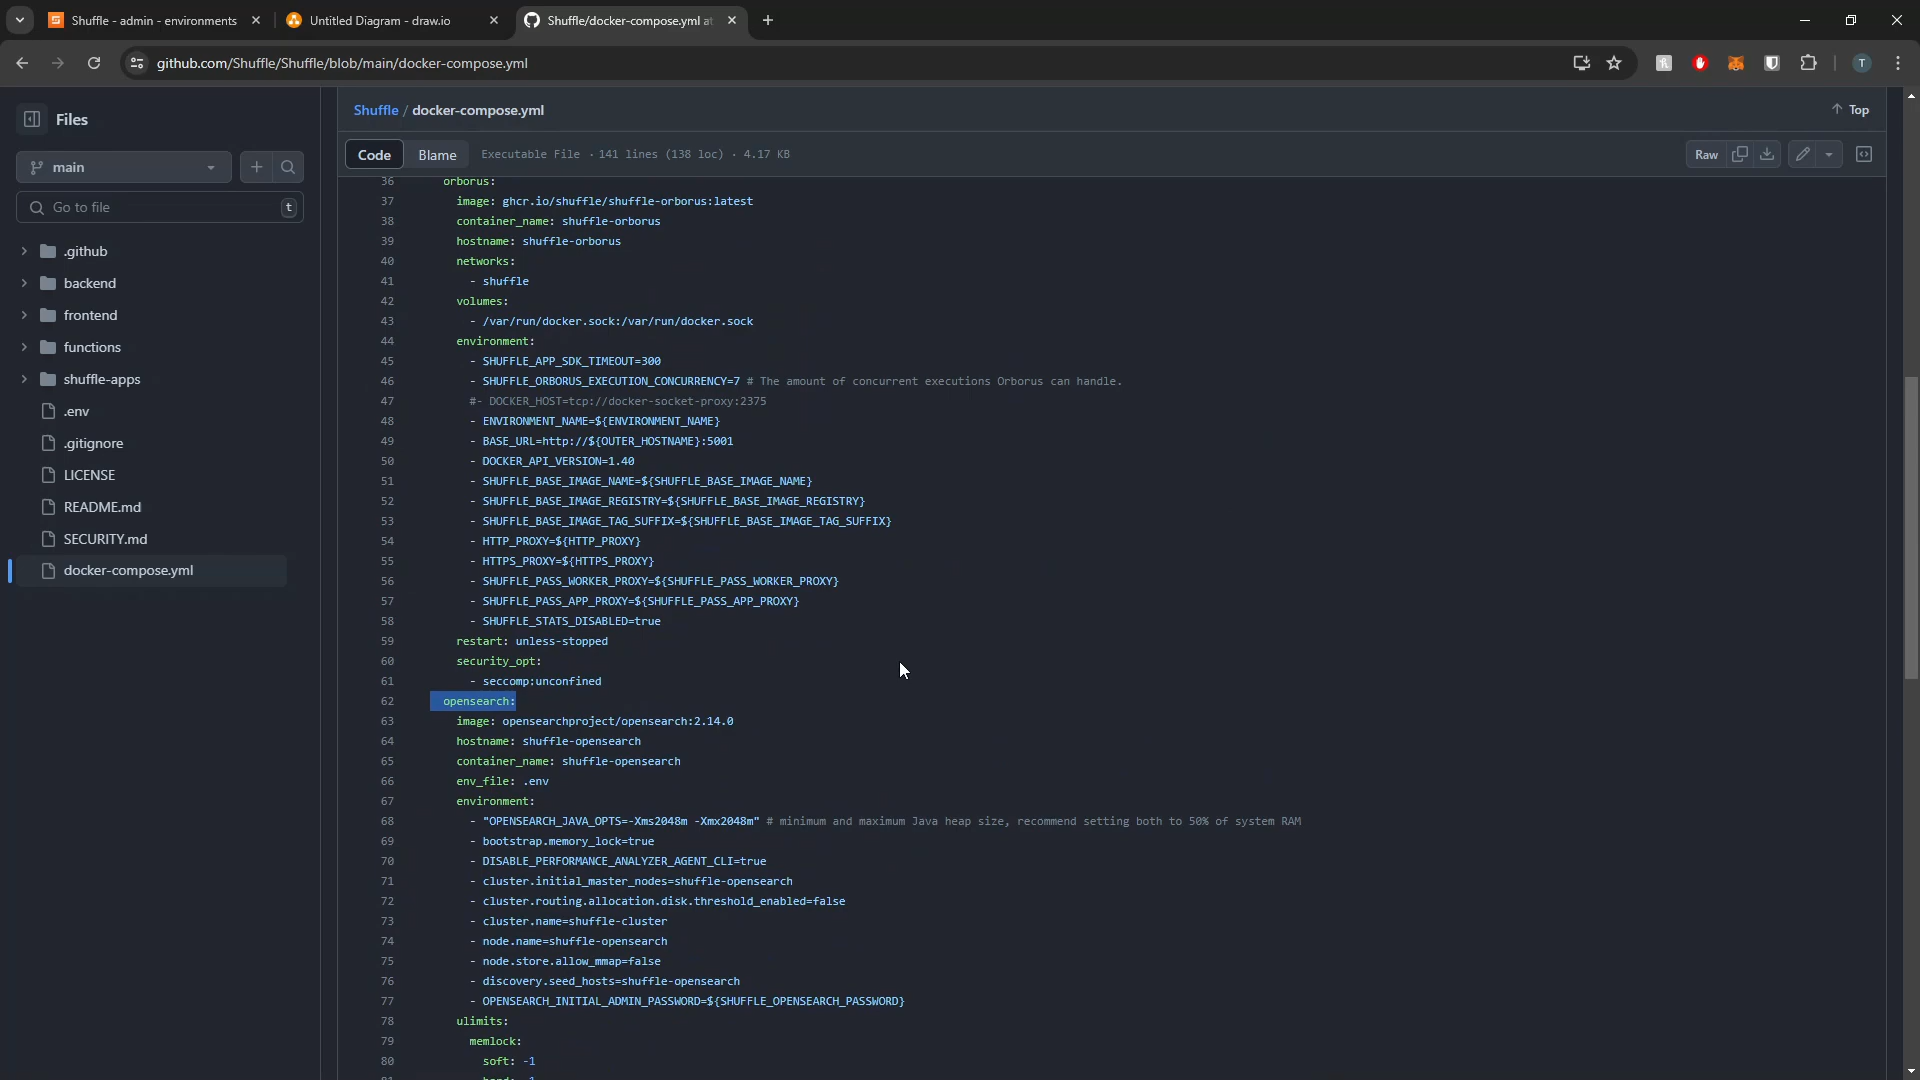 Shuffle - admin - environments
Untitled Diagram - draw.io
Shuffle/docker-compose.yml at
github.com/Shuffle/Shuffle/blob/main/docker-compose.yml
T
Files
main
Go to file
t
.github
backend
frontend
functions
shuffle-apps
.env
.gitignore
LICENSE
README.md
SECURITY.md
docker-compose.yml
Shuffle / docker-compose.yml
Top
Code
Blame
Executable File · 141 lines (138 loc) · 4.17 KB
Raw
36 orborus:
37 image: ghcr.io/shuffle/shuffle-orborus:latest
38 container_name: shuffle-orborus
39 hostname: shuffle-orborus
40 networks:
41 - shuffle
42 volumes:
43 - /var/run/docker.sock:/var/run/docker.sock
44 environment:
45 - SHUFFLE_APP_SDK_TIMEOUT=300
46 - SHUFFLE_ORBORUS_EXECUTION_CONCURRENCY=7 # The amount of concurrent executions Orborus can handle.
47 #- DOCKER_HOST=tcp://docker-socket-proxy:2375
48 - ENVIRONMENT_NAME=${ENVIRONMENT_NAME}
49 - BASE_URL=http://${OUTER_HOSTNAME}:5001
50 - DOCKER_API_VERSION=1.40
51 - SHUFFLE_BASE_IMAGE_NAME=${SHUFFLE_BASE_IMAGE_NAME}
52 - SHUFFLE_BASE_IMAGE_REGISTRY=${SHUFFLE_BASE_IMAGE_REGISTRY}
53 - SHUFFLE_BASE_IMAGE_TAG_SUFFIX=${SHUFFLE_BASE_IMAGE_TAG_SUFFIX}
54 - HTTP_PROXY=${HTTP_PROXY}
55 - HTTPS_PROXY=${HTTPS_PROXY}
56 - SHUFFLE_PASS_WORKER_PROXY=${SHUFFLE_PASS_WORKER_PROXY}
57 - SHUFFLE_PASS_APP_PROXY=${SHUFFLE_PASS_APP_PROXY}
58 - SHUFFLE_STATS_DISABLED=true
59 restart: unless-stopped
60 security_opt:
61 - seccomp:unconfined
62 opensearch:
63 image: opensearchproject/opensearch:2.14.0
64 hostname: shuffle-opensearch
65 container_name: shuffle-opensearch
66 env_file: .env
67 environment:
68 - "OPENSEARCH_JAVA_OPTS=-Xms2048m -Xmx2048m" # minimum and maximum Java heap size, recommend setting both to 50% of system RAM
69 - bootstrap.memory_lock=true
70 - DISABLE_PERFORMANCE_ANALYZER_AGENT_CLI=true
71 - cluster.initial_master_nodes=shuffle-opensearch
72 - cluster.routing.allocation.disk.threshold_enabled=false
73 - cluster.name=shuffle-cluster
74 - node.name=shuffle-opensearch
75 - node.store.allow_mmap=false
76 - discovery.seed_hosts=shuffle-opensearch
77 - OPENSEARCH_INITIAL_ADMIN_PASSWORD=${SHUFFLE_OPENSEARCH_PASSWORD}
78 ulimits:
79 memlock:
80 soft: -1
81 hard: -1